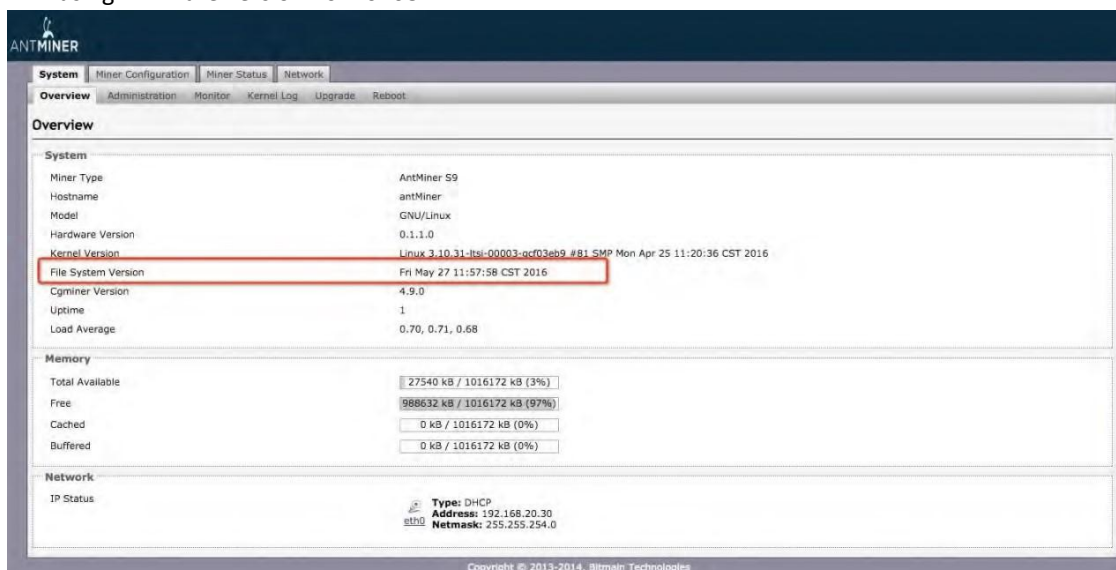 ANTMINER
System Miner Configuration Miner Status Network
Overview Administration Monitor Kernel Log Upgrade Reboot
Overview
System
Miner Type AntMiner S9
Hostname antMiner
Model GNU/Linux
Hardware Version 0.1.1.0
Kernel Version Linux 3.10.31-ltsi-00003-gcf03eb9 #81 SMP Mon Apr 25 11:20:36 CST 2016
File System Version Fri May 27 11:57:58 CST 2016
Cgminer Version 4.9.0
Uptime 1
Load Average 0.70, 0.71, 0.68
Memory
Total Available 27540 kB / 1016172 kB (3%)
Free 988632 kB / 1016172 kB (97%)
Cached 0 kB / 1016172 kB (0%)
Buffered 0 kB / 1016172 kB (0%)
Network
IP Status
Type: DHCP
Address: 192.168.20.30
eth0 Netmask: 255.255.254.0
Copyright © 2013-2014, Bitmain Technologies